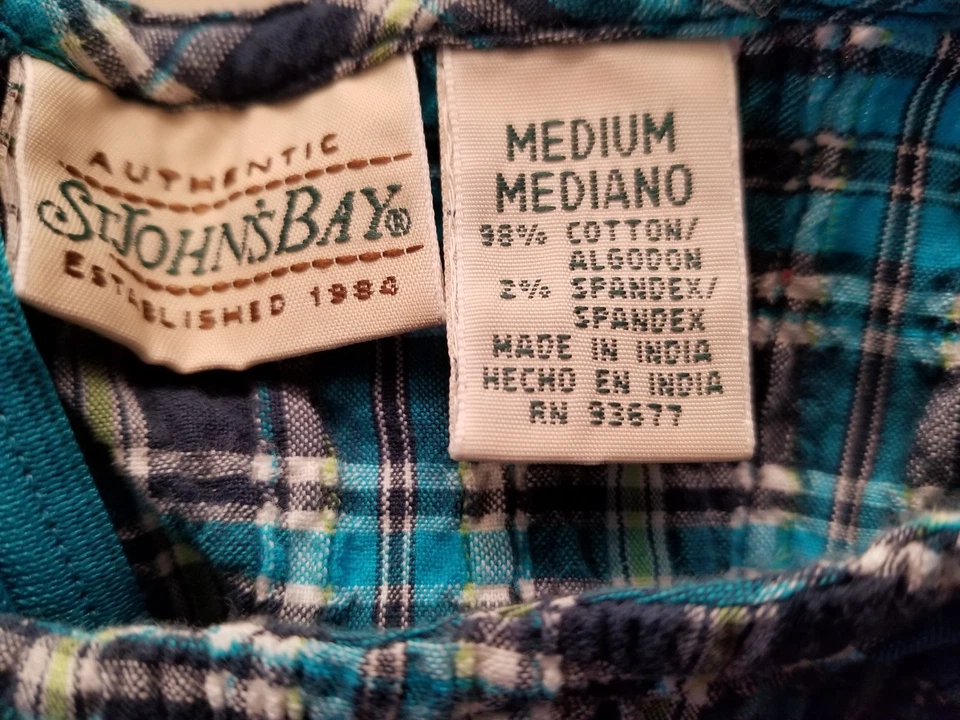 AUTHENTIC
ST. JOHN'S BAY®
ESTABLISHED 1984
MEDIUM
MEDIANO
98% COTTON/
ALGODON
2% SPANDEX/
SPANDEX
MADE IN INDIA
HECHO EN INDIA
RN 93677